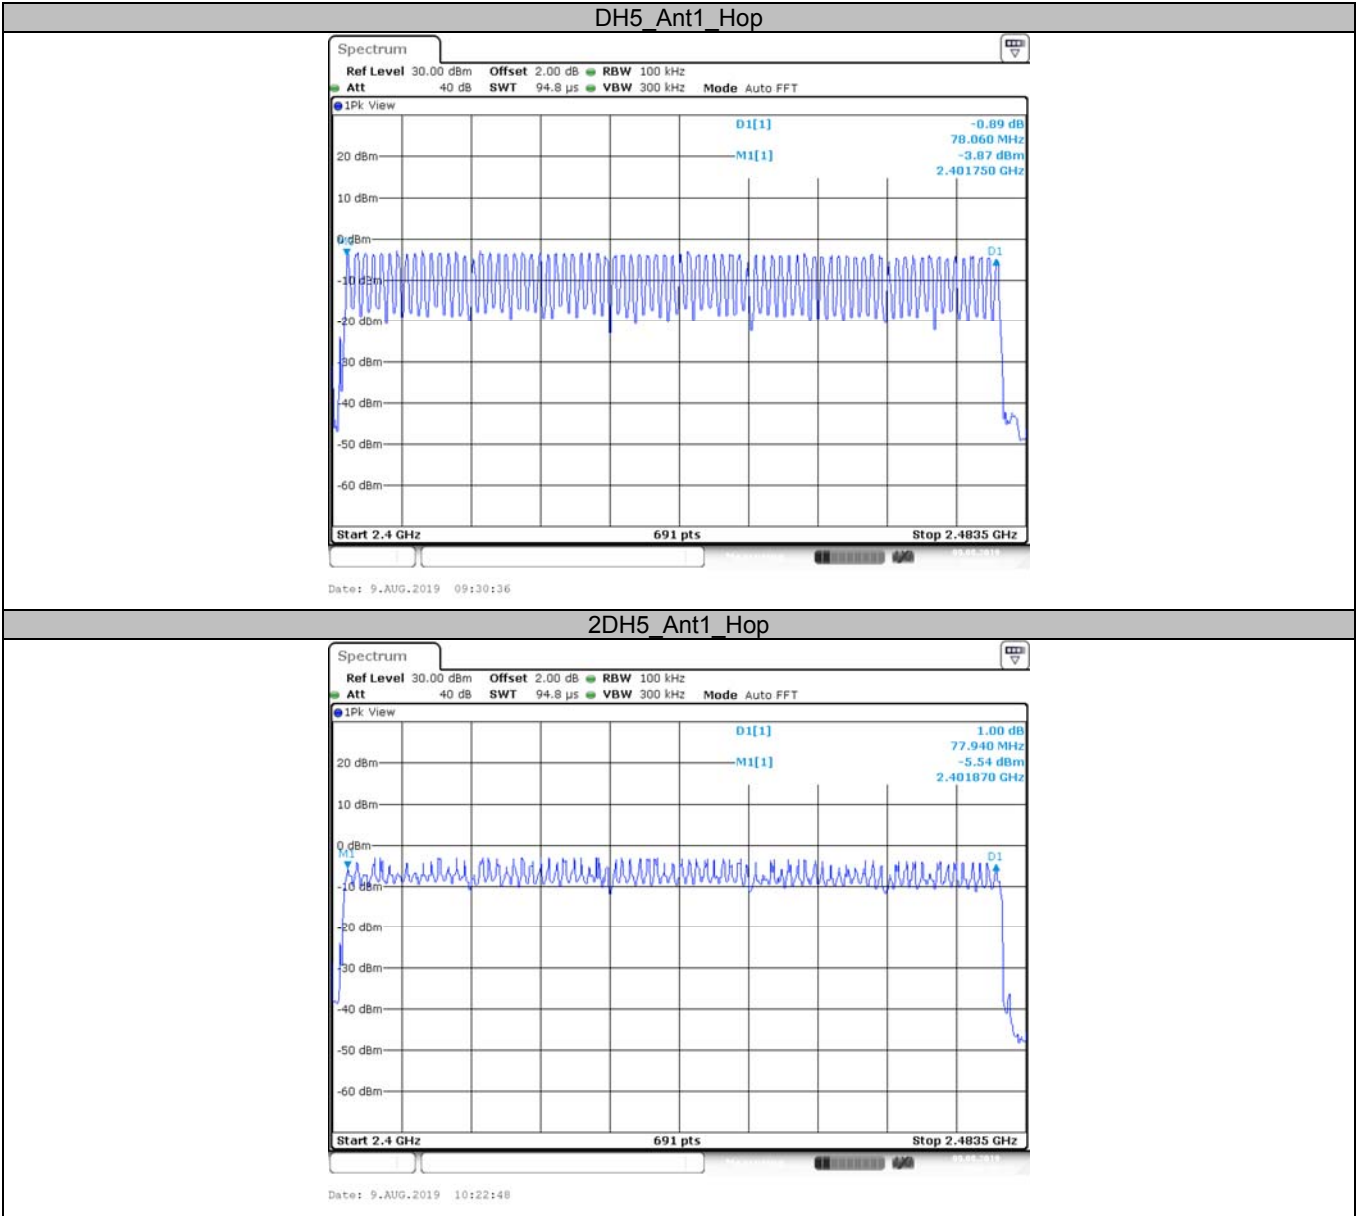 DH5_Ant1_Hop
Spectrum
Ref Level 30.00 dBm Offset 2.00 dB RBW 100 kHz
Att 40 dB SWT 94.8 µs VBW 300 kHz Mode Auto FFT
1Pk View
D1[1] -0.89 dB
78.060 MHz
20 dBm M1[1] -3.87 dBm
2.401750 GHz
10 dBm
0 dBm
D1
-10 dBm
-20 dBm
-30 dBm
-40 dBm
-50 dBm
-60 dBm
Start 2.4 GHz 691 pts Stop 2.4835 GHz
Date: 9.AUG.2019 09:30:36
2DH5_Ant1_Hop
Spectrum
Ref Level 30.00 dBm Offset 2.00 dB RBW 100 kHz
Att 40 dB SWT 94.8 µs VBW 300 kHz Mode Auto FFT
1Pk View
D1[1] 1.00 dB
77.940 MHz
20 dBm M1[1] -5.54 dBm
2.401870 GHz
10 dBm
0 dBm
M1 D1
-10 dBm
-20 dBm
-30 dBm
-40 dBm
-50 dBm
-60 dBm
Start 2.4 GHz 691 pts Stop 2.4835 GHz
Date: 9.AUG.2019 10:22:48